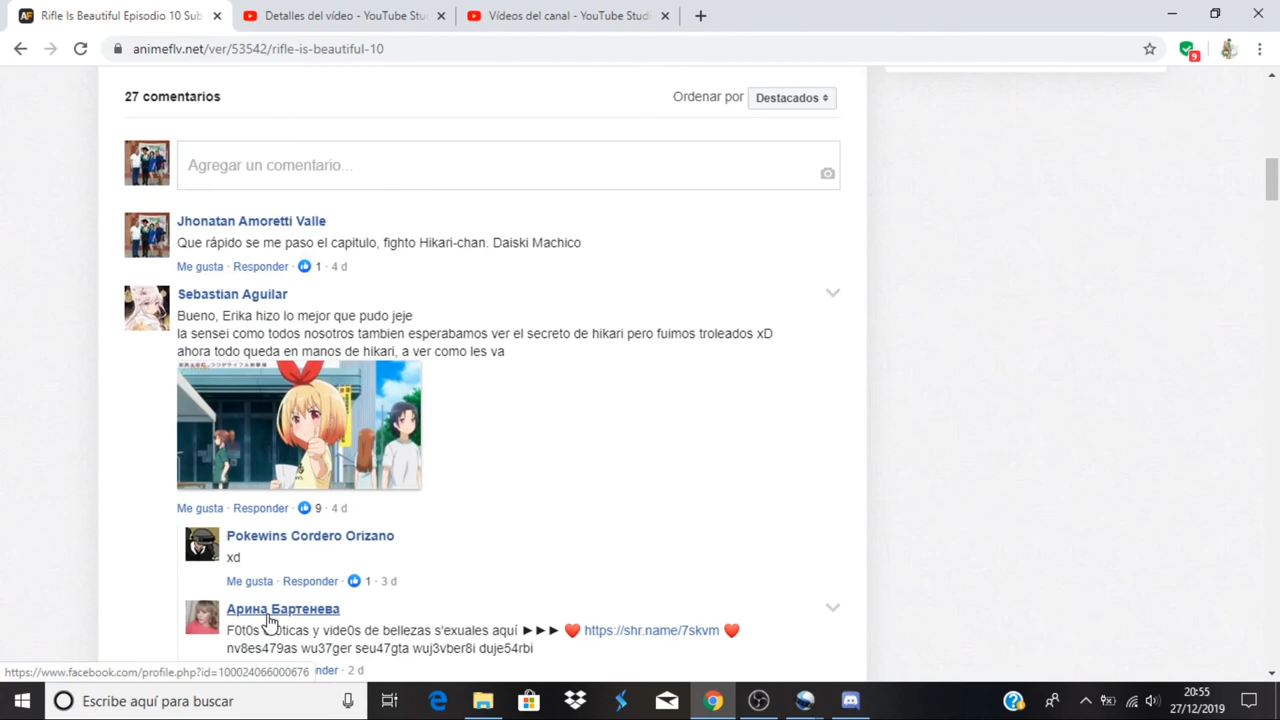 Rifle Is Beautiful Episodio 10 Sub
Detalles del vídeo - YouTube Studi
Vídeos del canal - YouTube Studi
animeflv.net/ver/53542/rifle-is-beautiful-10
9
27 comentarios
Ordenar por Destacados
Agregar un comentario...
Jhonatan Amoretti Valle
Que rápido se me paso el capitulo, fighto Hikari-chan. Daiski Machico
Me gusta · Responder · 1 · 4 d
Sebastian Aguilar
Bueno, Erika hizo lo mejor que pudo jeje
la sensei como todos nosotros tambien esperabamos ver el secreto de hikari pero fuimos troleados xD
ahora todo queda en manos de hikari, a ver como les va
Me gusta · Responder · 9 · 4 d
Pokewins Cordero Orizano
xd
Me gusta · Responder · 1 · 3 d
Арина Бартенева
F0t0s y vide0s de bellezas s'exuales aquí ►►► ❤ https://shr.name/7skvm ❤
nv8es479as wu37ger seu47gta wuj3vber8i duje54rbi
https://www.facebook.com/profile.php?id=100024066000676
nder · 2 d
Escribe aquí para buscar
20:55
27/12/2019